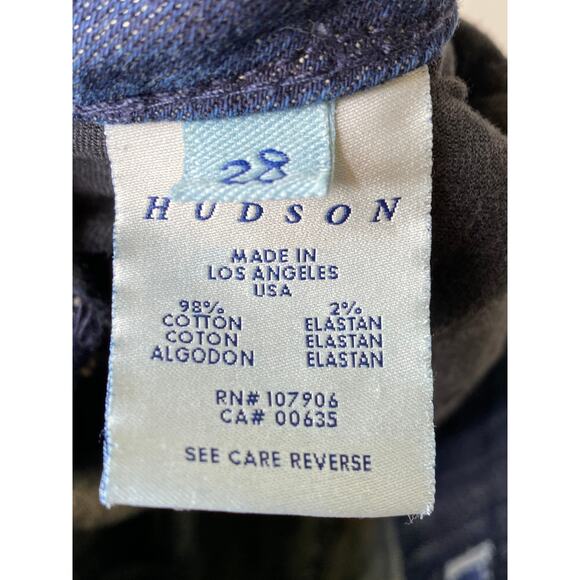 28
HUDSON
MADE IN
LOS ANGELES
USA
98% 2%
COTTON ELASTAN
COTON ELASTAN
ALGODON ELASTAN
RN# 107906
CA# 00635
SEE CARE REVERSE